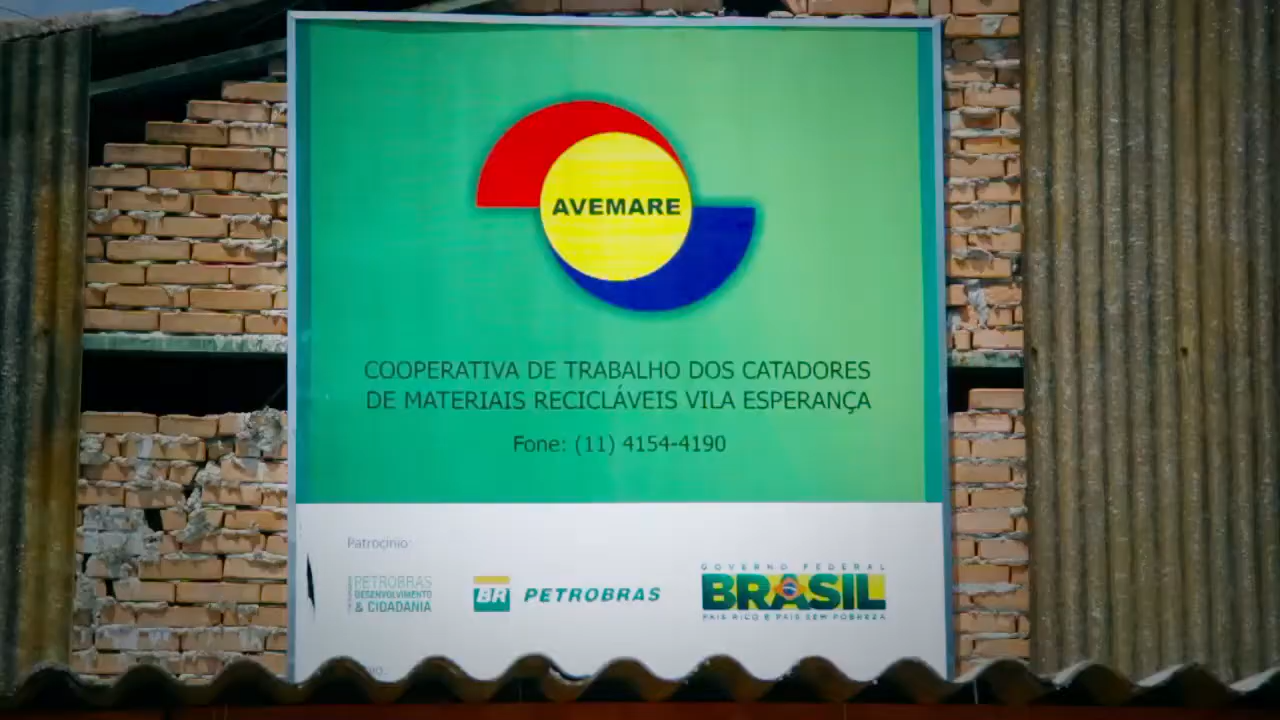 AVEMARE
COOPERATIVA DE TRABALHO DOS CATADORES
DE MATERIAIS RECICLÁVEIS VILA ESPERANÇA
Fone: (11) 4154-4190
Patrocínio:
PETROBRAS
DESENVOLVIMENTO
& CIDADANIA
BR PETROBRAS
GOVERNO FEDERAL
BRASIL
PAÍS RICO É PAÍS SEM POBREZA